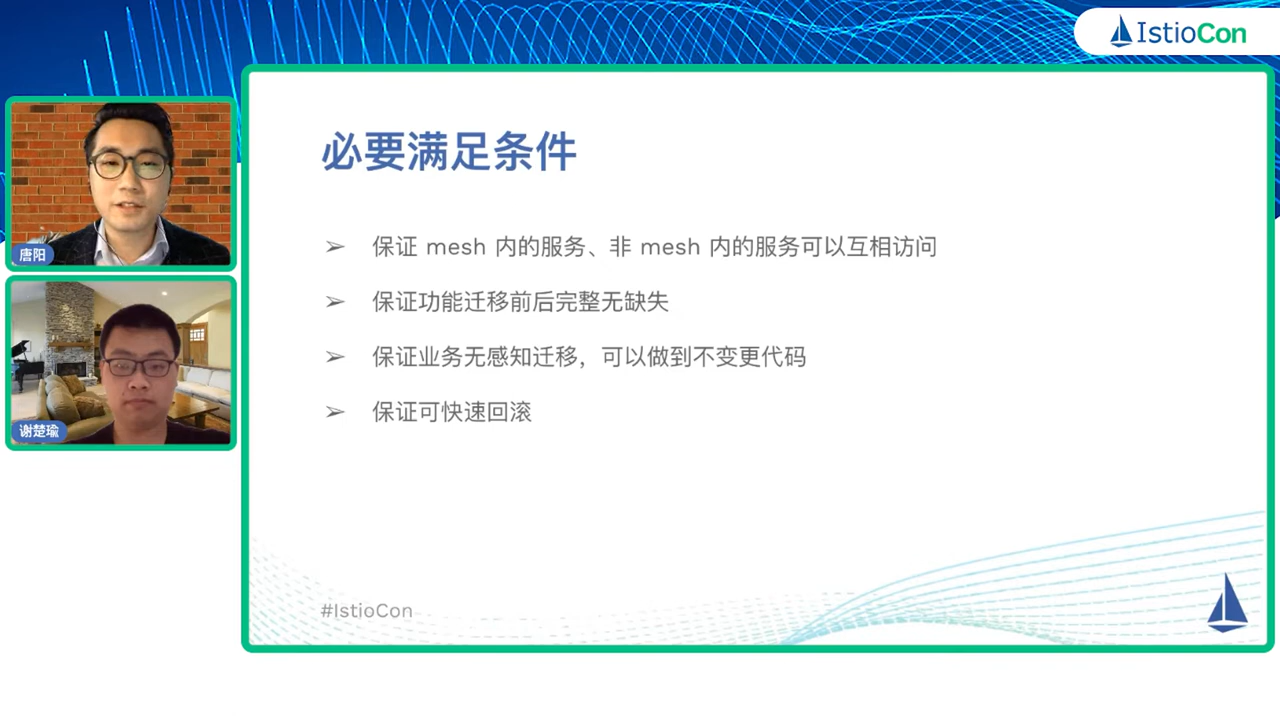 IstioCon
必要满足条件
➢ 保证 mesh 内的服务、非 mesh 内的服务可以互相访问
➢ 保证功能迁移前后完整无缺失
➢ 保证业务无感知迁移，可以做到不变更代码
➢ 保证可快速回滚
#IstioCon
唐阳
谢楚瑜